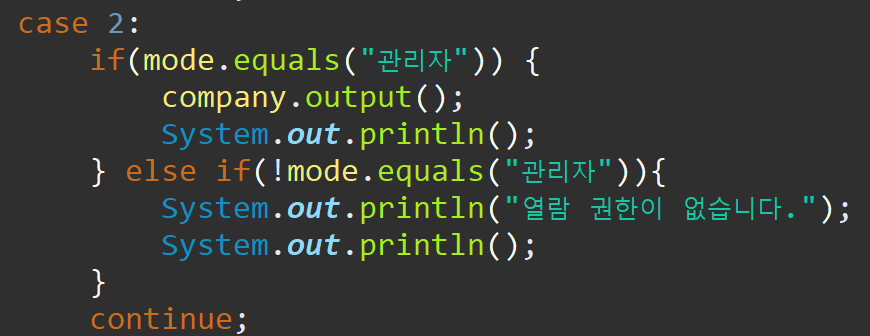 case 2:
if(mode.equals("관리자")) {
company.output();
System.out.println();
} else if(!mode.equals("관리자")){
System.out.println("열람 권한이 없습니다.");
System.out.println();
}
continue;